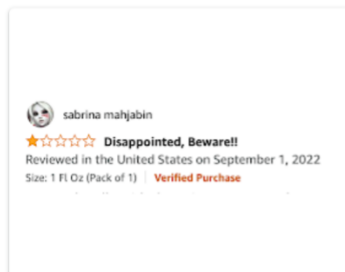 sabrina mahjabin
Disappointed, Beware!!
Reviewed in the United States on September 1, 2022
Size: 1 Fl Oz (Pack of 1) | Verified Purchase